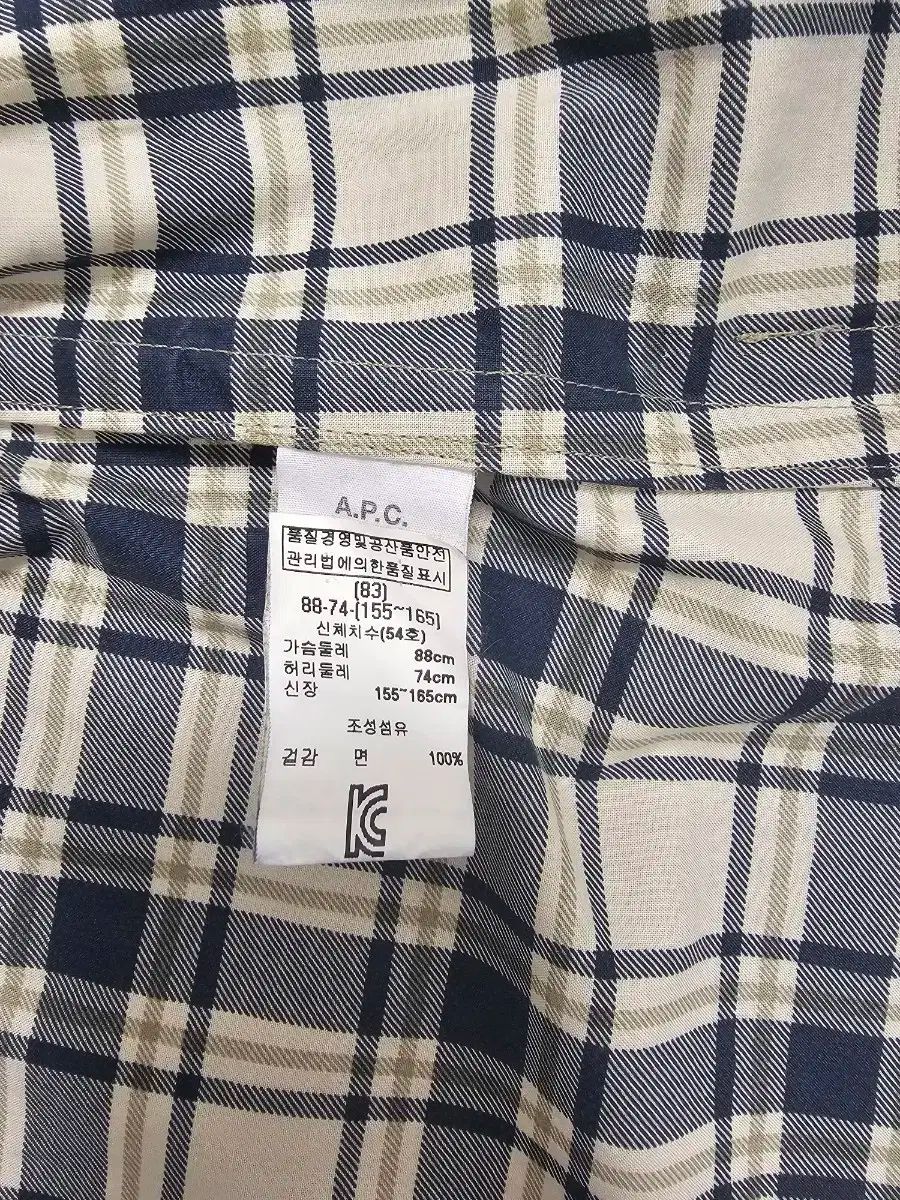 A.P.C.
품질경영및공산품안전
관리법에의한품질표시
(83)
88-74-(155~165)
신체치수(54호)
가슴둘레 88cm
허리둘레 74cm
신장 155~165cm
조성섬유
겉감 면 100%
KC